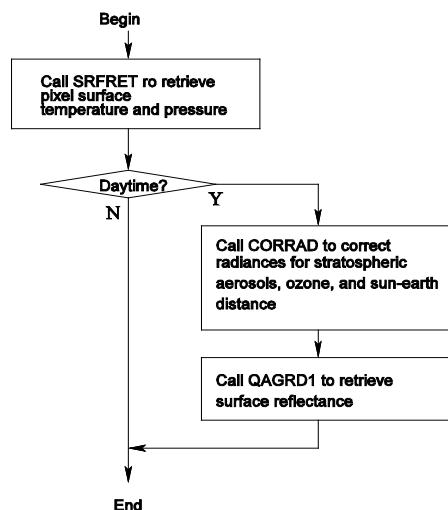 Begin
Call SRFRET ro retrieve
pixel surface
temperature and pressure
Daytime?
N
Y
Call CORRAD to correct
radiances for stratospheric
aerosols, ozone, and sun-earth
distance
Call QAGRD1 to retrieve
surface reflectance
End